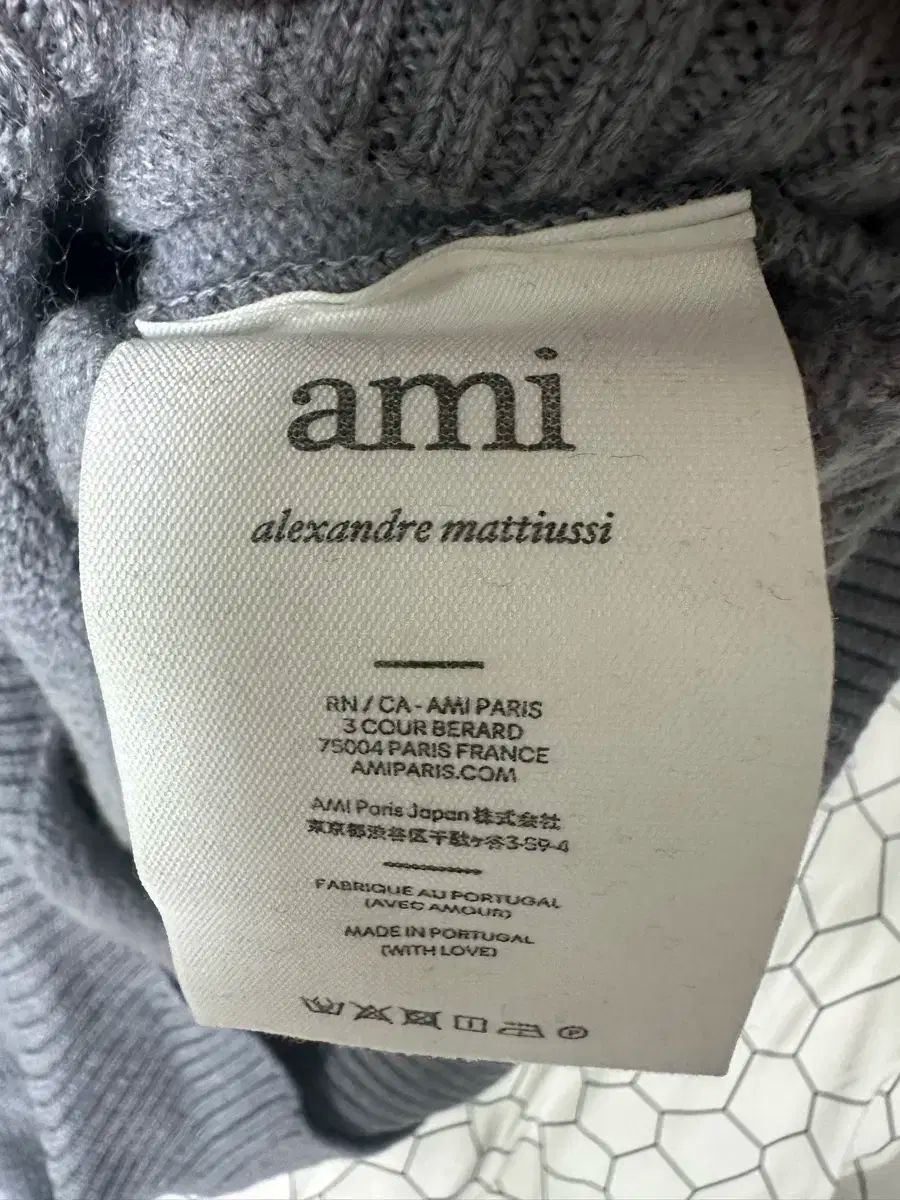 ami
alexandre mattiussi
RN / CA - AMI PARIS
3 COUR BERARD
75004 PARIS FRANCE
AMIPARIS.COM
AMI Paris Japan 株式会社
東京都渋谷区千駄ヶ谷3-59-4
FABRIQUE AU PORTUGAL
(AVEC AMOUR)
MADE IN PORTUGAL
(WITH LOVE)
P